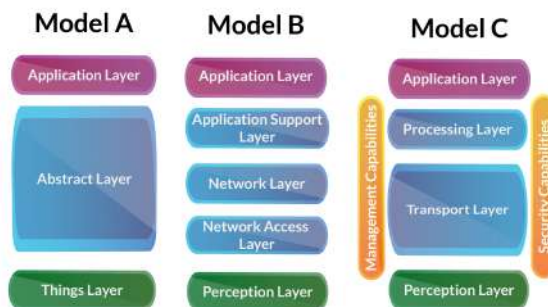 Model A
Application Layer
Abstract Layer
Things Layer
Model B
Application Layer
Application Support
Layer
Network Layer
Network Access
Layer
Perception Layer
Model C
Management Capabilities
Application Layer
Processing Layer
Transport Layer
Perception Layer
Security Capabilities